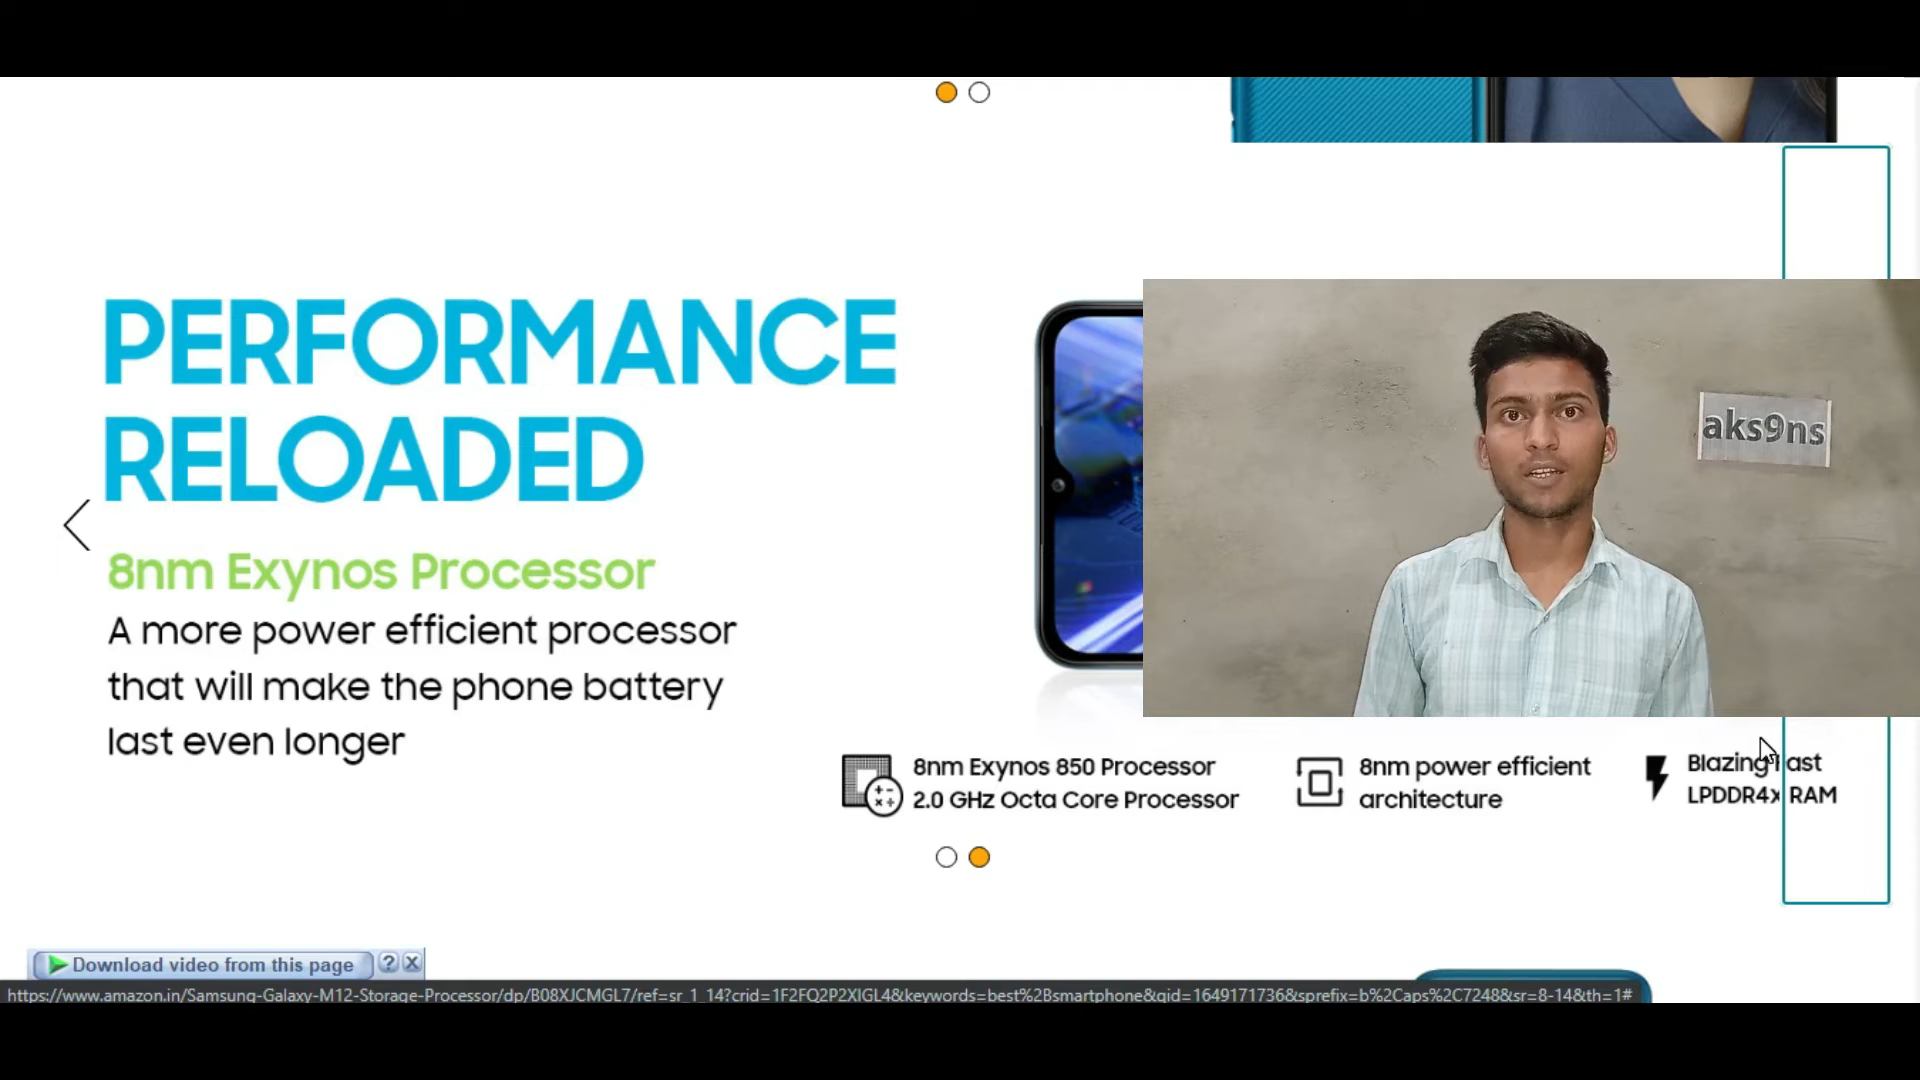 PERFORMANCE
RELOADED
8nm Exynos Processor
A more power efficient processor
that will make the phone battery
last even longer
aks9ns
8nm Exynos 850 Processor
2.0 GHz Octa Core Processor
8nm power efficient
architecture
Blazing Fast
LPDDR4x RAM
Download video from this page
? X
https://www.amazon.in/Samsung-Galaxy-M12-Storage-Processor/dp/B08XJCMGL7/ref=sr_1_14?crid=1F2FQ2P2XIGL4&keywords=best%2Bsmartphone&qid=1649171736&sprefix=b%2Caps%2C7248&sr=8-14&th=1#